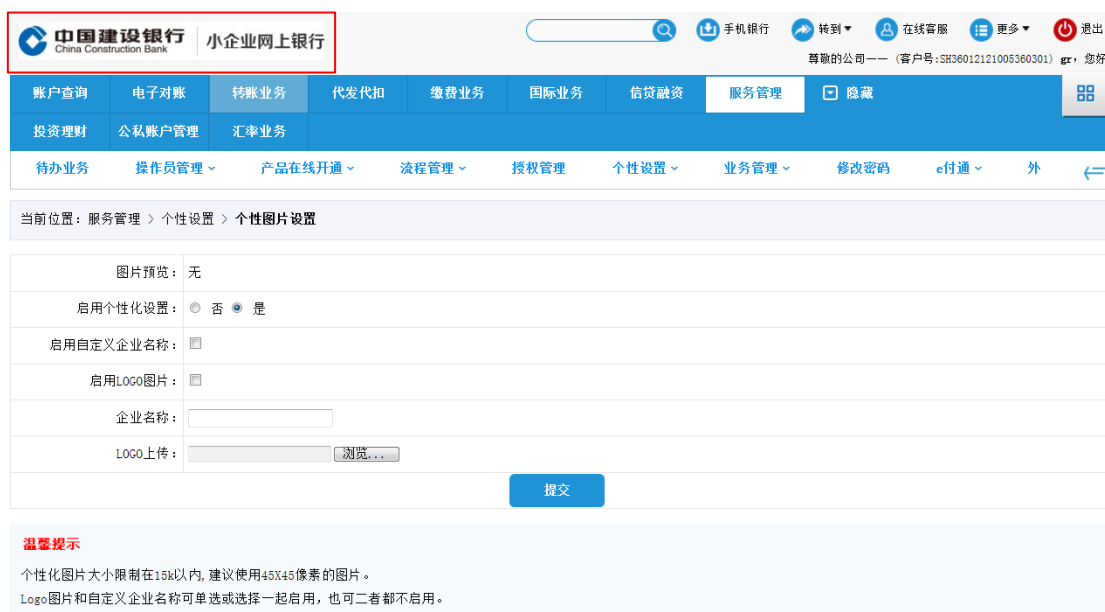 中国建设银行 小企业网上银行 手机银行 转到 在线客服 更多 退出
China Construction Bank
尊敬的公司一一 (客户号:SH36012121005360301) gr, 您好
账户查询 电子对账 转账业务 代发代扣 缴费业务 国际业务 信贷融资 服务管理 隐藏
投资理财 公私账户管理 汇率业务
待办业务 操作员管理 产品在线开通 流程管理 授权管理 个性设置 业务管理 修改密码 e付通 外
当前位置: 服务管理 > 个性设置 > 个性图片设置
图片预览: 无
启用个性化设置: 否 是
启用自定义企业名称:
启用LOGO图片:
企业名称:
LOGO上传: 浏览...
提交
温馨提示
个性化图片大小限制在15k以内,建议使用45X45像素的图片。
Logo图片和自定义企业名称可单选或选择一起启用, 也可二者都不启用。